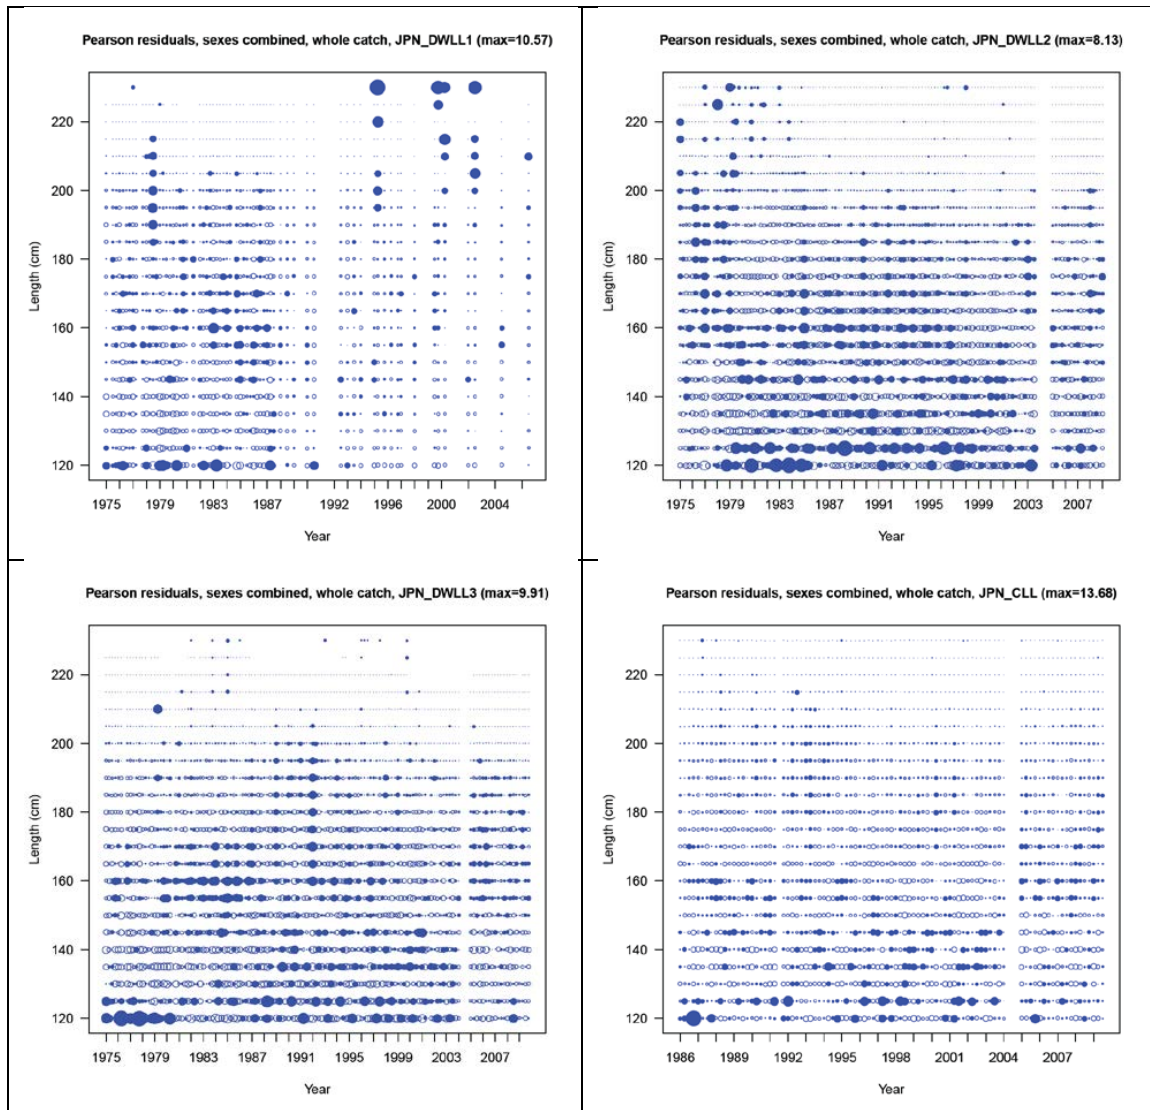 Pearson residuals, sexes combined, whole catch, JPN_DWLL1 (max=10.57)
Length (cm)
220
200
180
160
140
120
1975 1979 1983 1987 1992 1996 2000 2004
Year
Pearson residuals, sexes combined, whole catch, JPN_DWLL2 (max=8.13)
Length (cm)
220
200
180
160
140
120
1975 1979 1983 1987 1991 1995 1999 2003 2007
Year
Pearson residuals, sexes combined, whole catch, JPN_DWLL3 (max=9.91)
Length (cm)
220
200
180
160
140
120
1975 1979 1983 1987 1991 1995 1999 2003 2007
Year
Pearson residuals, sexes combined, whole catch, JPN_CLL (max=13.68)
Length (cm)
220
200
180
160
140
120
1986 1989 1992 1995 1998 2001 2004 2007
Year